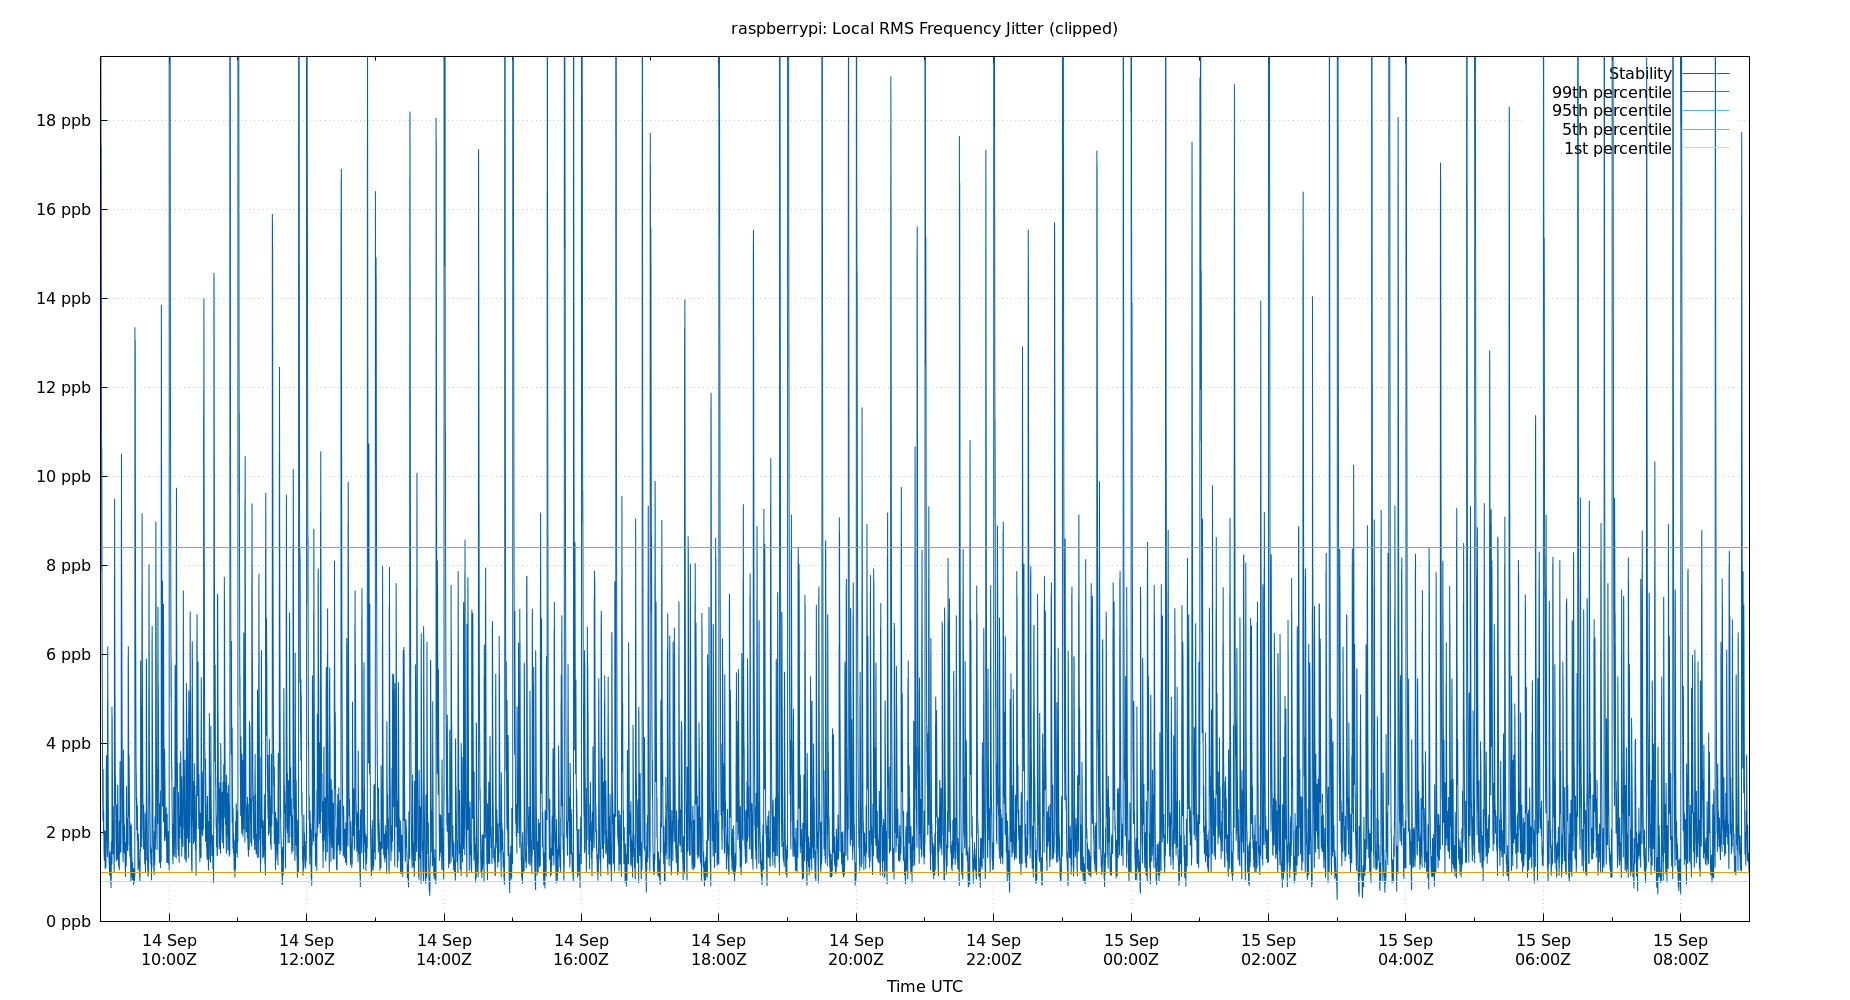 raspberrypi: Local RMS Frequency Jitter (clipped)
Stability
99th percentile
95th percentile
5th percentile
1st percentile
18 ppb
16 ppb
14 ppb
12 ppb
10 ppb
8 ppb
6 ppb
4 ppb
2 ppb
0 ppb
14 Sep 14 Sep 14 Sep 14 Sep 14 Sep 14 Sep 14 Sep 15 Sep 15 Sep 15 Sep 15 Sep 15 Sep
10:00Z 12:00Z 14:00Z 16:00Z 18:00Z 20:00Z 22:00Z 00:00Z 02:00Z 04:00Z 06:00Z 08:00Z
Time UTC